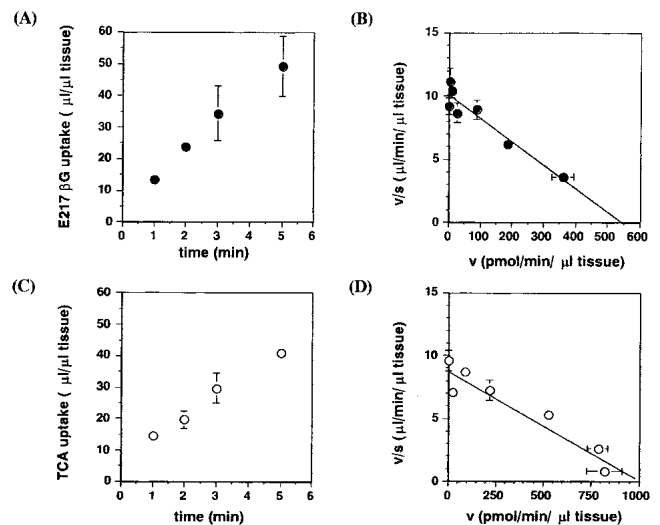 (A)
E217 βG uptake ( μl/μl tissue)
60
50
40
30
20
10
0
0 1 2 3 4 5 6
time (min)
(B)
v/s ( μl/min/ μl tissue)
15
10
5
0
0 100 200 300 400 500 600
v (pmol/min/ μl tissue)
(C)
TCA uptake ( μl/μl tissue)
60
50
40
30
20
10
0
0 1 2 3 4 5 6
time (min)
(D)
v/s ( μl/min/ μl tissue)
15
10
5
0
0 250 500 750 1000
v (pmol/min/ μl tissue)